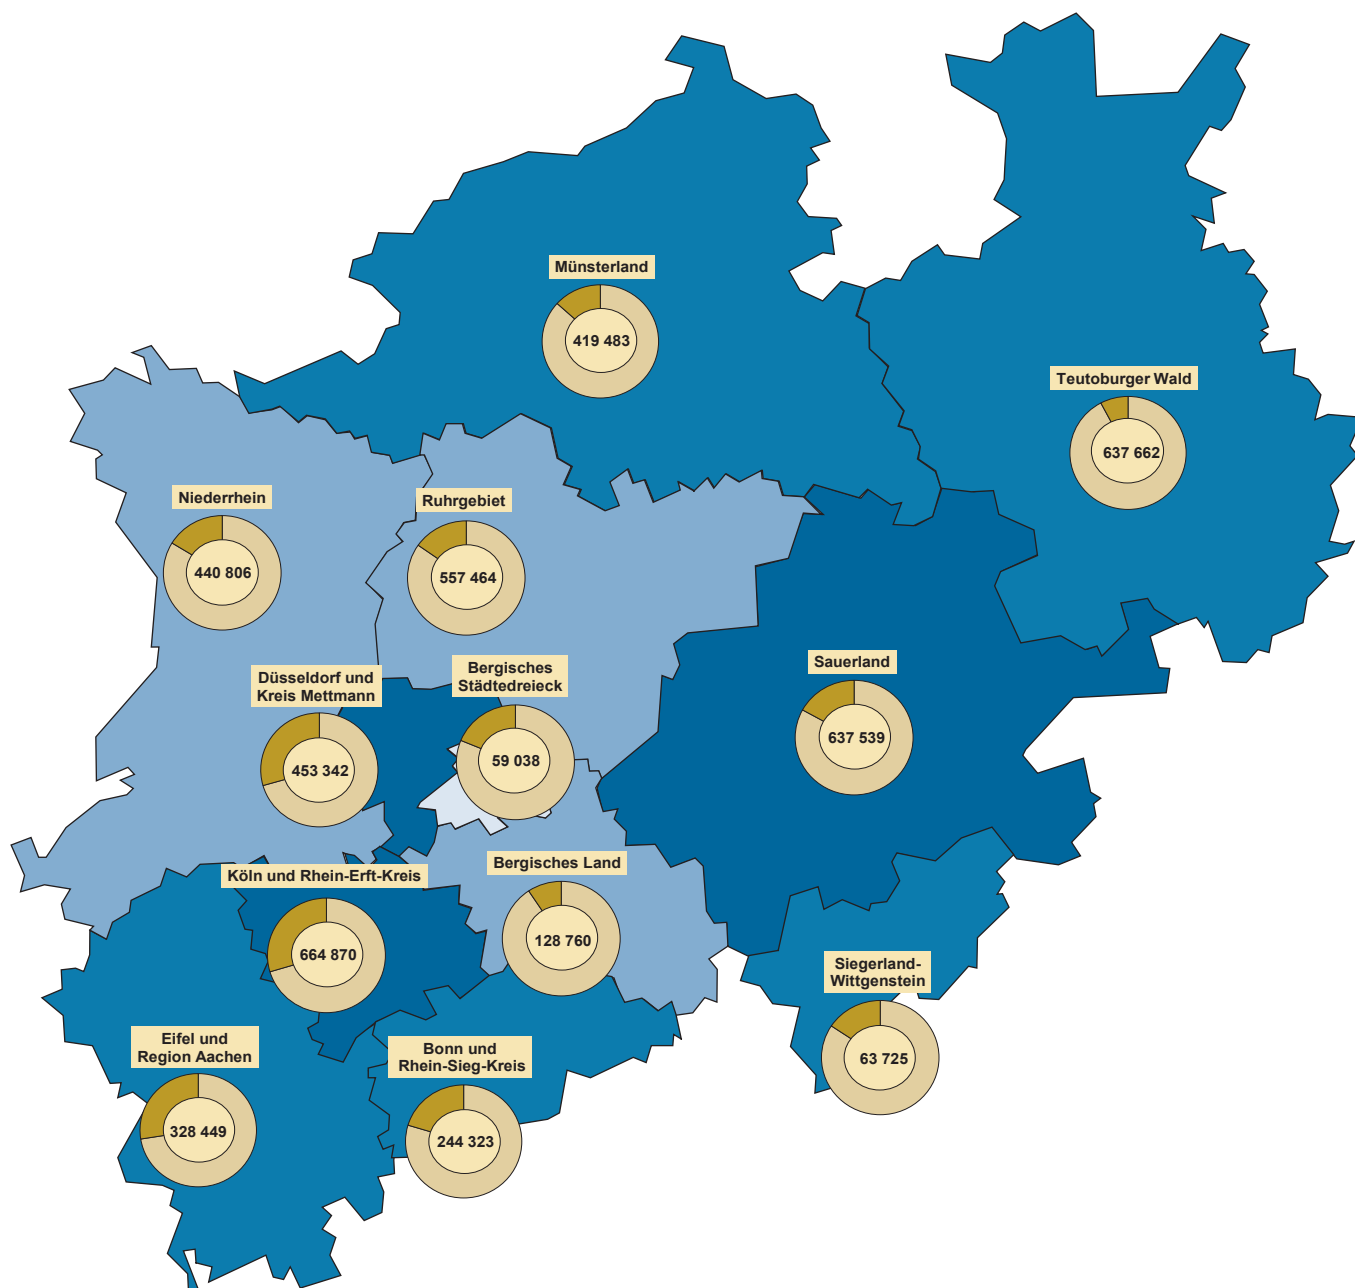 Münsterland
419 483
Teutoburger Wald
637 662
Niederrhein
440 806
Ruhrgebiet
557 464
Düsseldorf und
Kreis Mettmann
453 342
Bergisches
Städtedreieck
59 038
Sauerland
637 539
Köln und Rhein-Erft-Kreis
664 870
Bergisches Land
128 760
Siegerland-
Wittgenstein
63 725
Eifel und
Region Aachen
328 449
Bonn und
Rhein-Sieg-Kreis
244 323